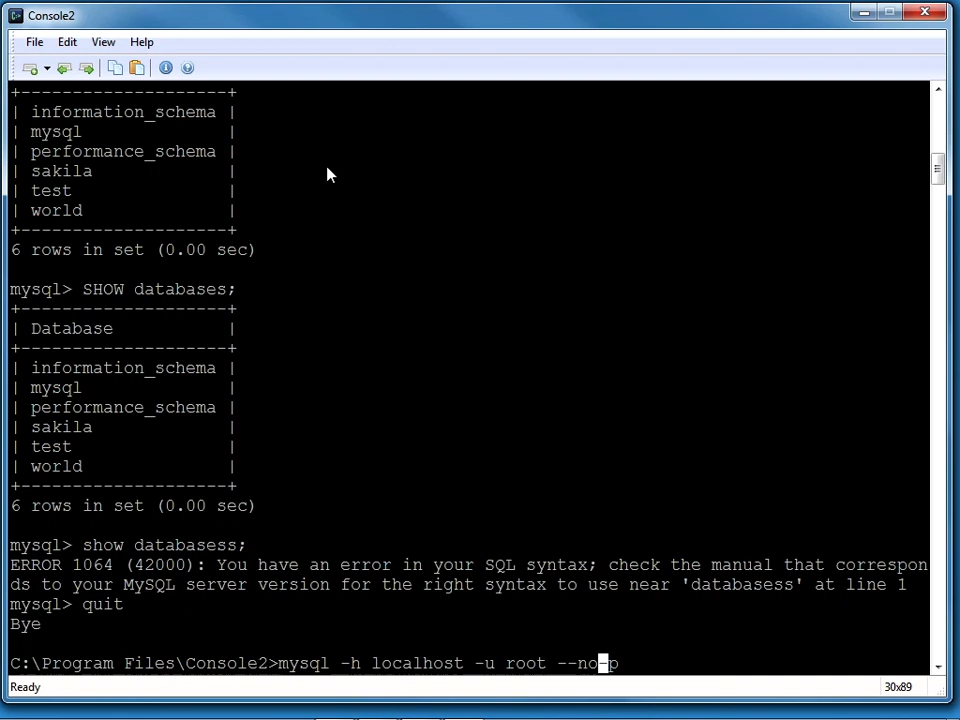 Console2
File Edit View Help
+--------------------+
| information_schema |
| mysql              |
| performance_schema |
| sakila             |
| test               |
| world              |
+--------------------+
6 rows in set (0.00 sec)
mysql> SHOW databases;
+--------------------+
| Database           |
+--------------------+
| information_schema |
| mysql              |
| performance_schema |
| sakila             |
| test               |
| world              |
+--------------------+
6 rows in set (0.00 sec)
mysql> show databasess;
ERROR 1064 (42000): You have an error in your SQL syntax; check the manual that correspon
ds to your MySQL server version for the right syntax to use near 'databasess' at line 1
mysql> quit
Bye
C:\Program Files\Console2>mysql -h localhost -u root --no-p
Ready 30x89